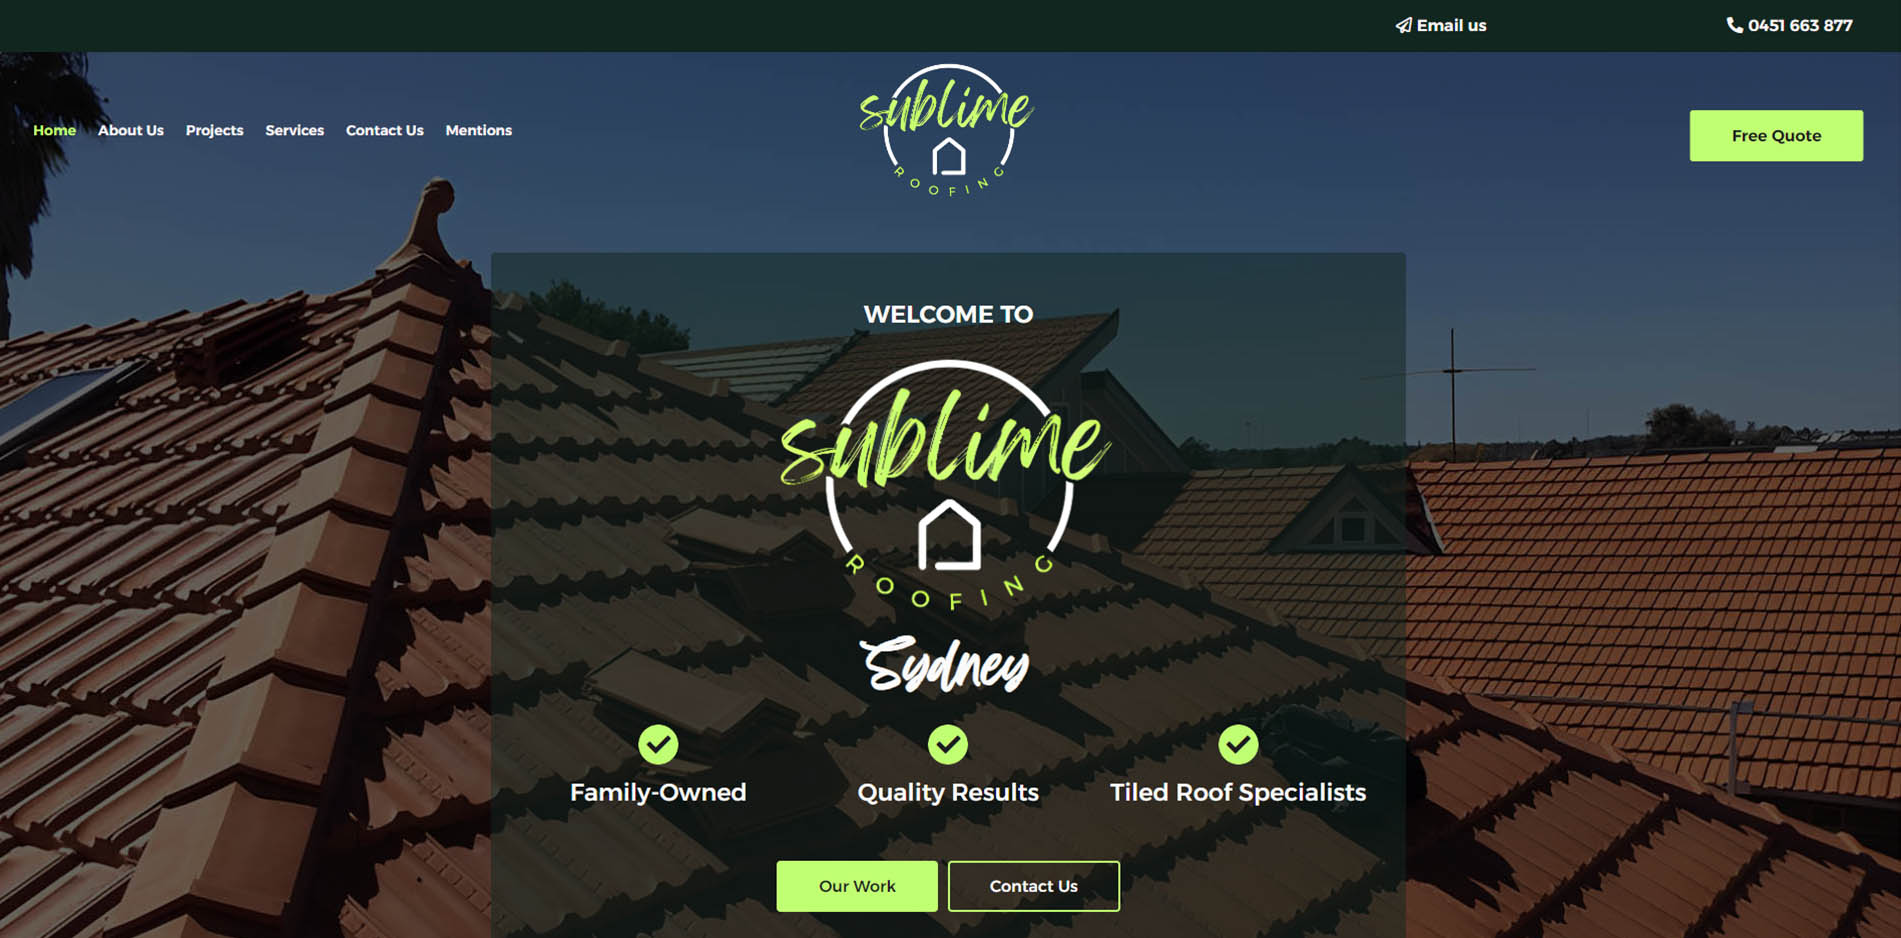 Email us
0451 663 877
Home About Us Projects Services Contact Us Mentions
sublime
ROOFING
Free Quote
WELCOME TO
sublime
ROOFING
Sydney
Family-Owned
Quality Results
Tiled Roof Specialists
Our Work
Contact Us